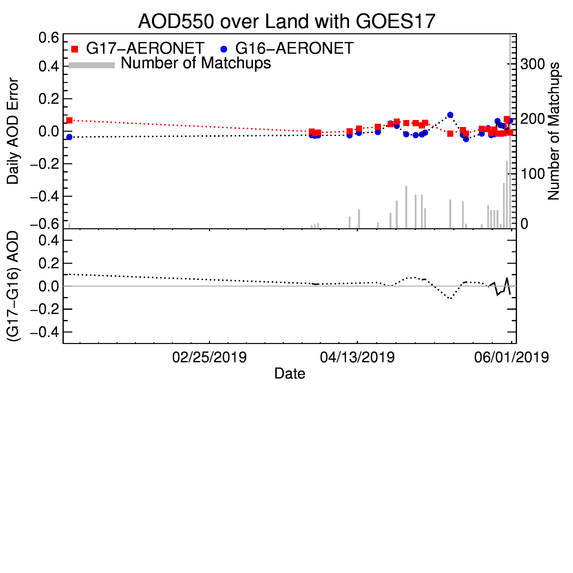 AOD550 over Land with GOES17
G17−AERONET G16−AERONET
Number of Matchups
Daily AOD Error
0.6
0.4
0.2
0.0
−0.2
−0.4
−0.6
Number of Matchups
300
200
100
0
(G17−G16) AOD
0.4
0.2
0.0
−0.2
−0.4
02/25/2019 04/13/2019 06/01/2019
Date